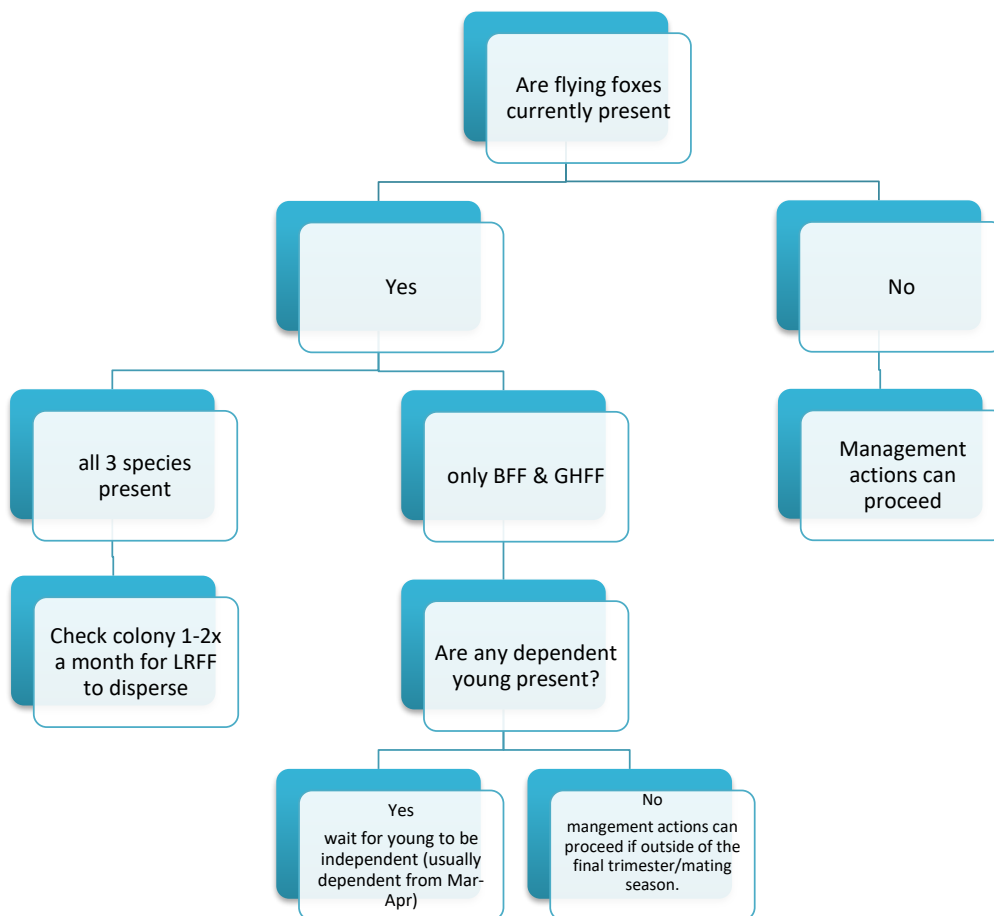 Are flying foxes
currently present
Yes
No
all 3 species
present
only BFF & GHFF
Management
actions can
proceed
Check colony 1-2x
a month for LRFF
to disperse
Are any dependent
young present?
Yes
wait for young to be
independent (usually
dependent from Mar-
Apr)
No
mangement actions can
proceed if outside of the
final trimester/mating
season.